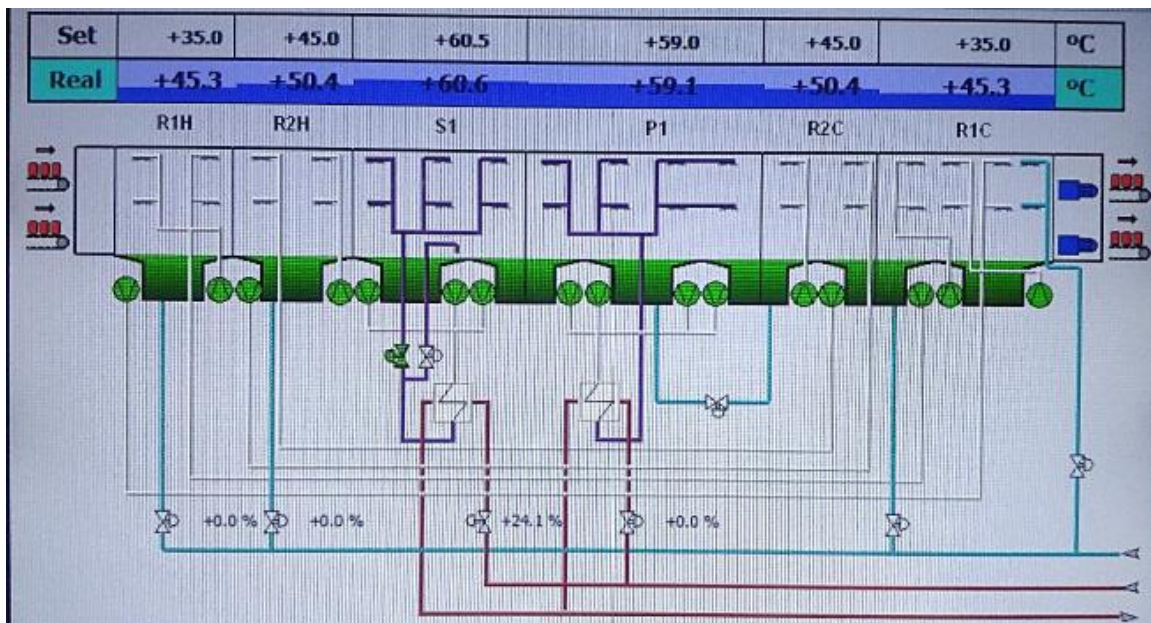 Set +35.0 +45.0 +60.5 +59.0 +45.0 +35.0 ºC
Real +45.3 +50.4 +60.6 +59.1 +50.4 +45.3 ºC
R1H R2H S1 P1 R2C R1C
+0.0 % +0.0 % +24.1 % +0.0 %